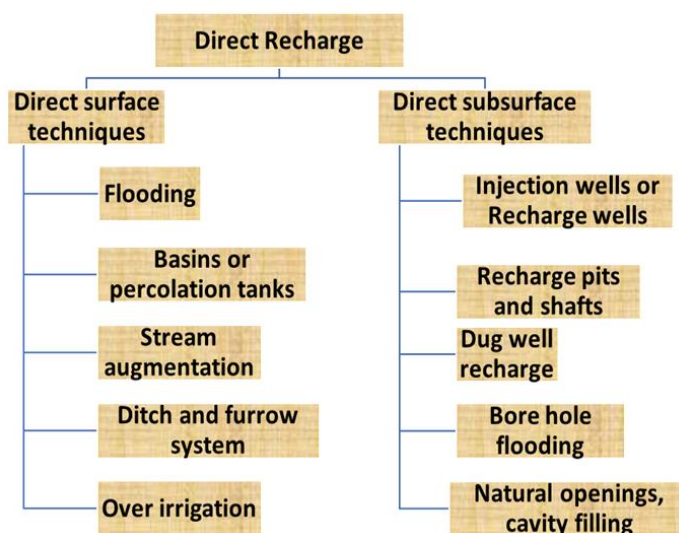 Direct Recharge
Direct surface
techniques
Flooding
Basins or
percolation tanks
Stream
augmentation
Ditch and furrow
system
Over irrigation
Direct subsurface
techniques
Injection wells or
Recharge wells
Recharge pits
and shafts
Dug well
recharge
Bore hole
flooding
Natural openings,
cavity filling